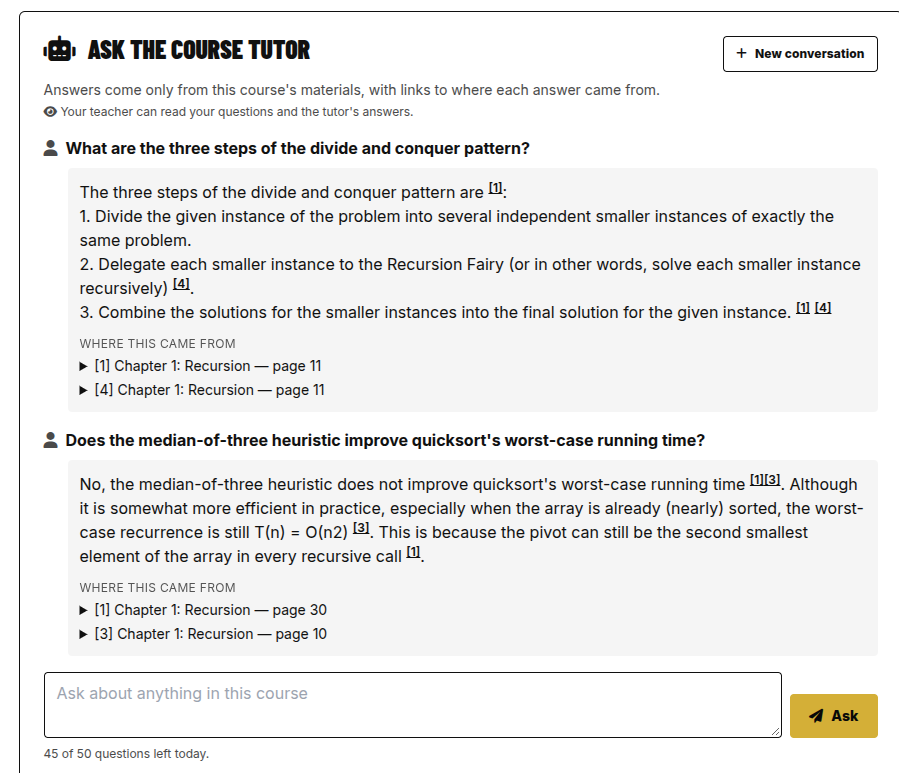 ASK THE COURSE TUTOR
+ New conversation
Answers come only from this course's materials, with links to where each answer came from.
Your teacher can read your questions and the tutor's answers.
What are the three steps of the divide and conquer pattern?
The three steps of the divide and conquer pattern are [1]:
1. Divide the given instance of the problem into several independent smaller instances of exactly the
same problem.
2. Delegate each smaller instance to the Recursion Fairy (or in other words, solve each smaller instance
recursively) [4].
3. Combine the solutions for the smaller instances into the final solution for the given instance. [1] [4]
WHERE THIS CAME FROM
[1] Chapter 1: Recursion — page 11
[4] Chapter 1: Recursion — page 11
Does the median-of-three heuristic improve quicksort's worst-case running time?
No, the median-of-three heuristic does not improve quicksort's worst-case running time [1][3]. Although
it is somewhat more efficient in practice, especially when the array is already (nearly) sorted, the worst-
case recurrence is still T(n) = O(n2) [3]. This is because the pivot can still be the second smallest
element of the array in every recursive call [1].
WHERE THIS CAME FROM
[1] Chapter 1: Recursion — page 30
[3] Chapter 1: Recursion — page 10
Ask about anything in this course
Ask
45 of 50 questions left today.